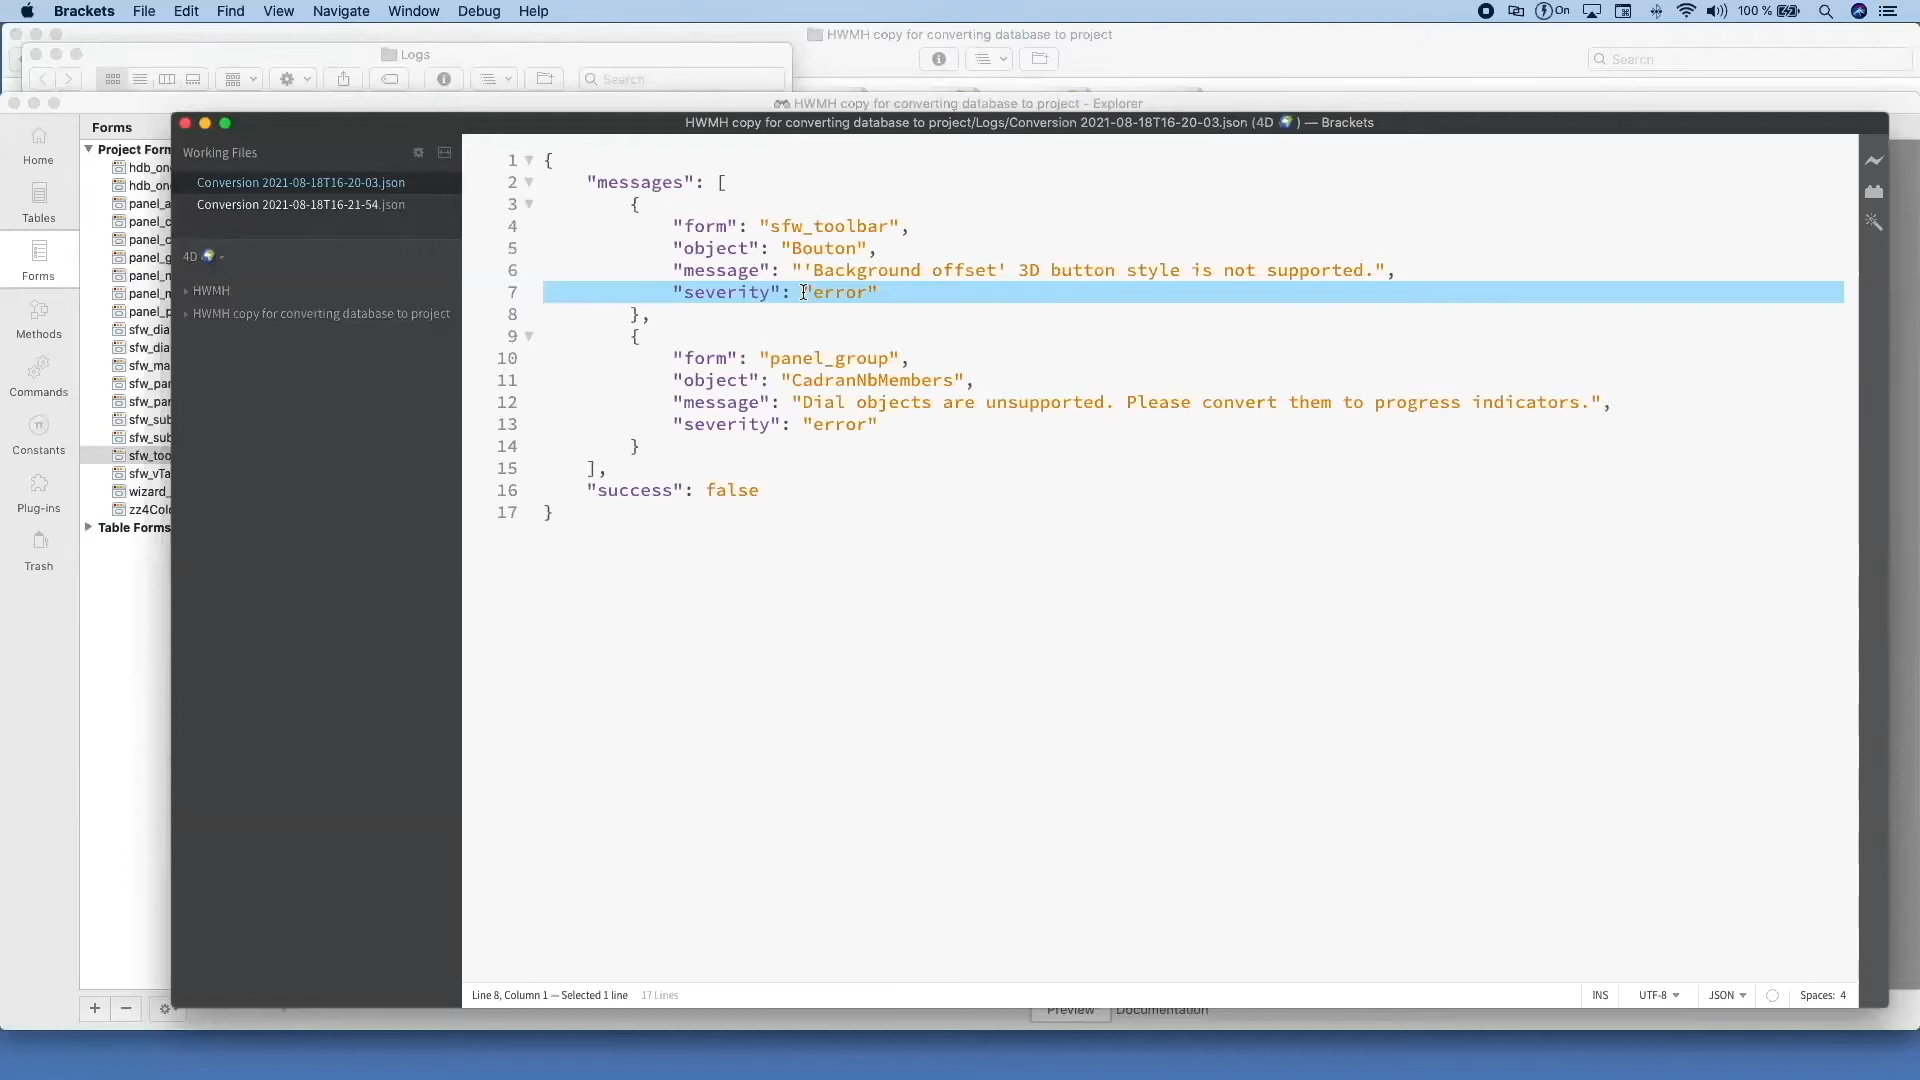 Brackets File Edit Find View Navigate Window Debug Help On 100 %
HWMH copy for converting database to project
Logs
Search
Search
HWMH copy for converting database to project - Explorer
HWMH copy for converting database to project/Logs/Conversion 2021-08-18T16-20-03.json (4D 🌍 ) — Brackets
Home
Tables
Forms
Methods
Commands
Constants
Plug-ins
Trash
Forms
Project Forn
hdb_on
hdb_on
panel_a
panel_c
panel_c
panel_g
panel_n
panel_n
panel_p
sfw_dia
sfw_dia
sfw_ma
sfw_par
sfw_par
sfw_sub
sfw_sub
sfw_too
sfw_vTa
wizard_
zz4Col
Table Forms
Working Files
Conversion 2021-08-18T16-20-03.json
Conversion 2021-08-18T16-21-54.json
4D
HWMH
HWMH copy for converting database to project
1 {
2 "messages": [
3 {
4 "form": "sfw_toolbar",
5 "object": "Bouton",
6 "message": "'Background offset' 3D button style is not supported.",
7 "severity": "error"
8 },
9 {
10 "form": "panel_group",
11 "object": "CadranNbMembers",
12 "message": "Dial objects are unsupported. Please convert them to progress indicators.",
13 "severity": "error"
14 }
15 ],
16 "success": false
17 }
Line 8, Column 1 — Selected 1 line 17 Lines
INS UTF-8 JSON Spaces: 4
Preview Documentation